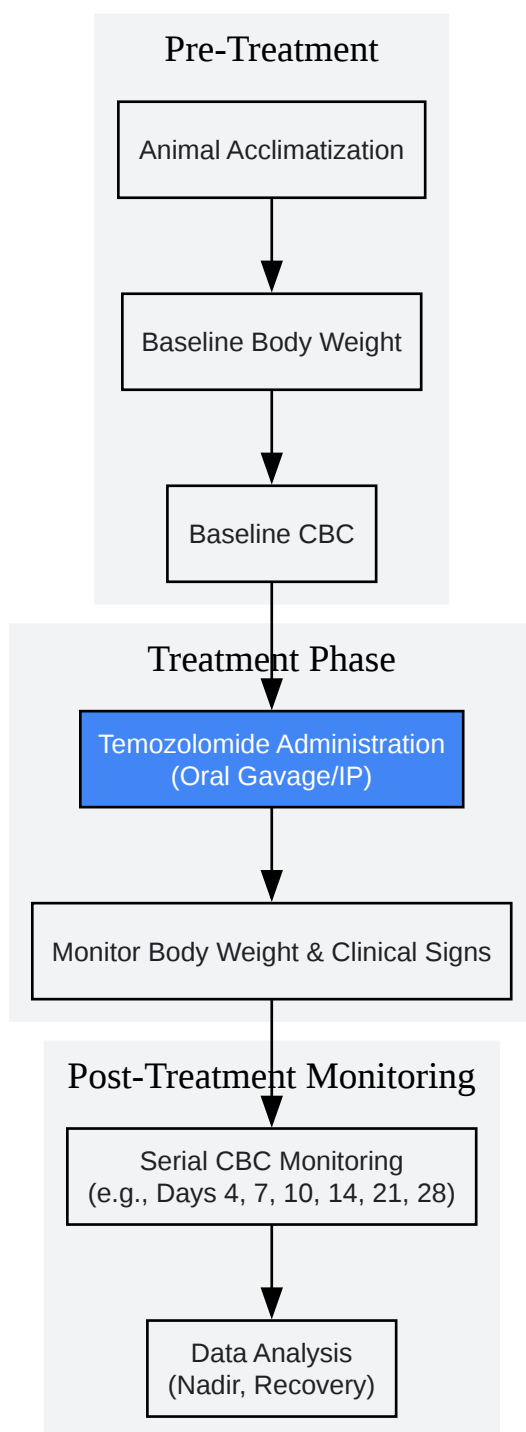 Pre-Treatment
Animal Acclimatization
Baseline Body Weight
Baseline CBC
Treatment Phase
Temozolomide Administration
(Oral Gavage/IP)
Monitor Body Weight & Clinical Signs
Post-Treatment Monitoring
Serial CBC Monitoring
(e.g., Days 4, 7, 10, 14, 21, 28)
Data Analysis
(Nadir, Recovery)